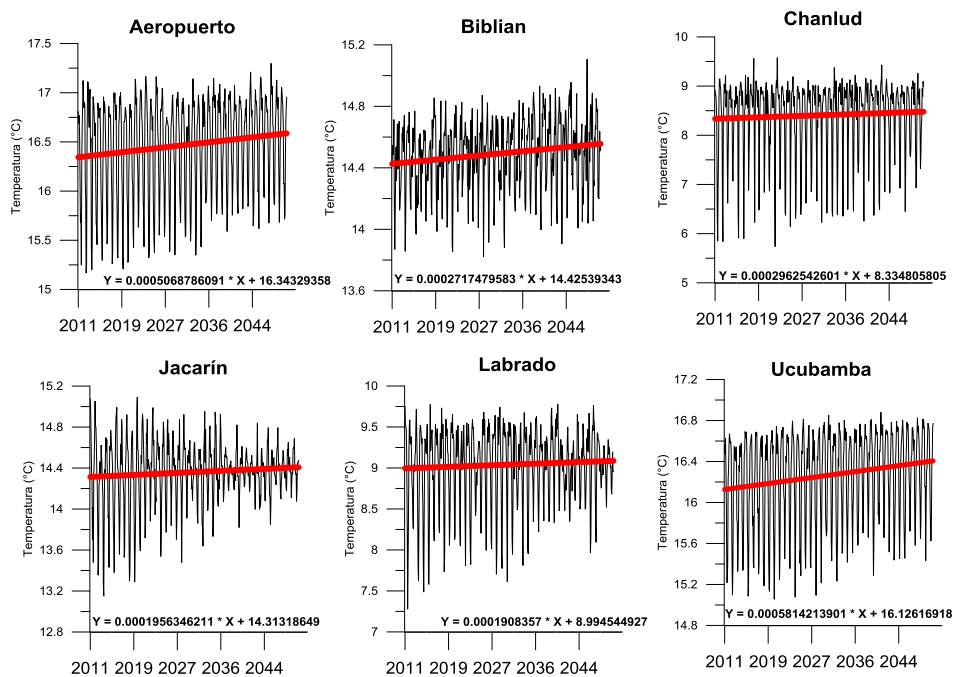 Aeropuerto
17.5
17
16.5
16
15.5
15
Temperatura (°C)
Y = 0.0005068786091 * X + 16.34329358
2011 2019 2027 2036 2044
Biblian
15.2
14.8
14.4
14
13.6
Temperatura (°C)
Y = 0.0002717479583 * X + 14.42539343
2011 2019 2027 2036 2044
Chanlud
10
9
8
7
6
5
Temperatura (°C)
Y = 0.0002962542601 * X + 8.334805805
2011 2019 2027 2036 2044
Jacarín
15.2
14.8
14.4
14
13.6
13.2
12.8
Temperatura (°C)
Y = 0.0001956346211 * X + 14.31318649
2011 2019 2027 2036 2044
Labrado
10
9.5
9
8.5
8
7.5
7
Temperatura (°C)
Y = 0.0001908357 * X + 8.994544927
2011 2019 2027 2036 2044
Ucubamba
17.2
16.8
16.4
16
15.6
15.2
14.8
Temperatura (°C)
Y = 0.0005814213901 * X + 16.12616918
2011 2019 2027 2036 2044